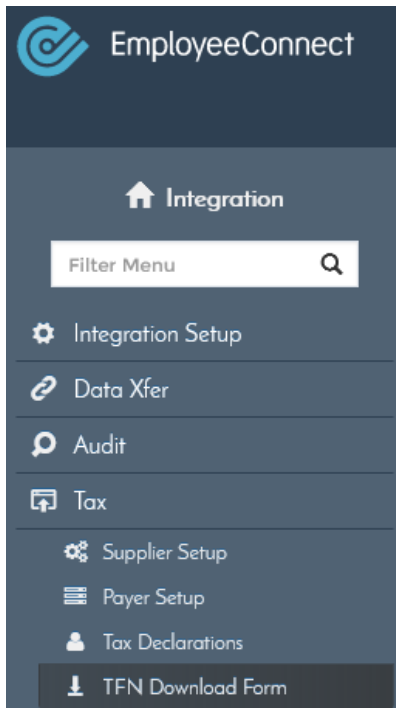 EmployeeConnect
Integration
Filter Menu
Integration Setup
Data Xfer
Audit
Tax
Supplier Setup
Payer Setup
Tax Declarations
TFN Download Form